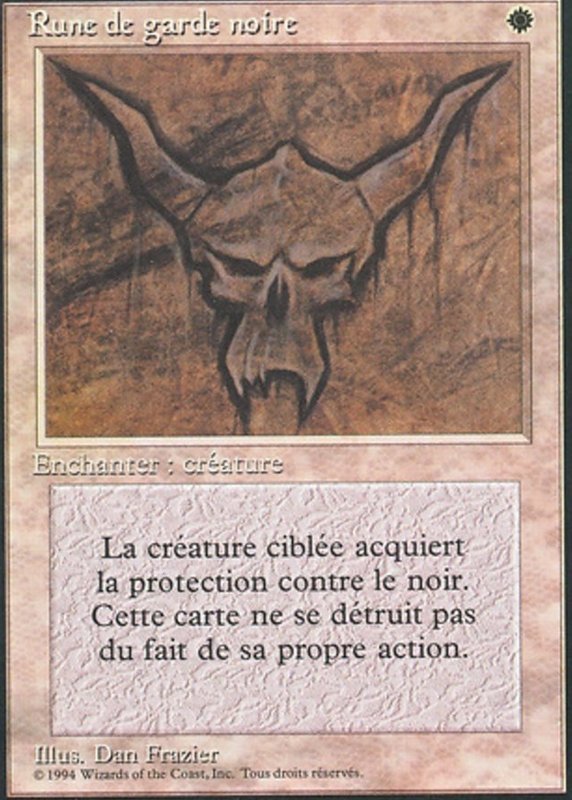 Rune de garde noire
Enchanter : créature
La créature ciblée acquiert
la protection contre le noir.
Cette carte ne se détruit pas
du fait de sa propre action.
Illus. Dan Frazier
© 1994 Wizards of the Coast, Inc. Tous droits réservés.